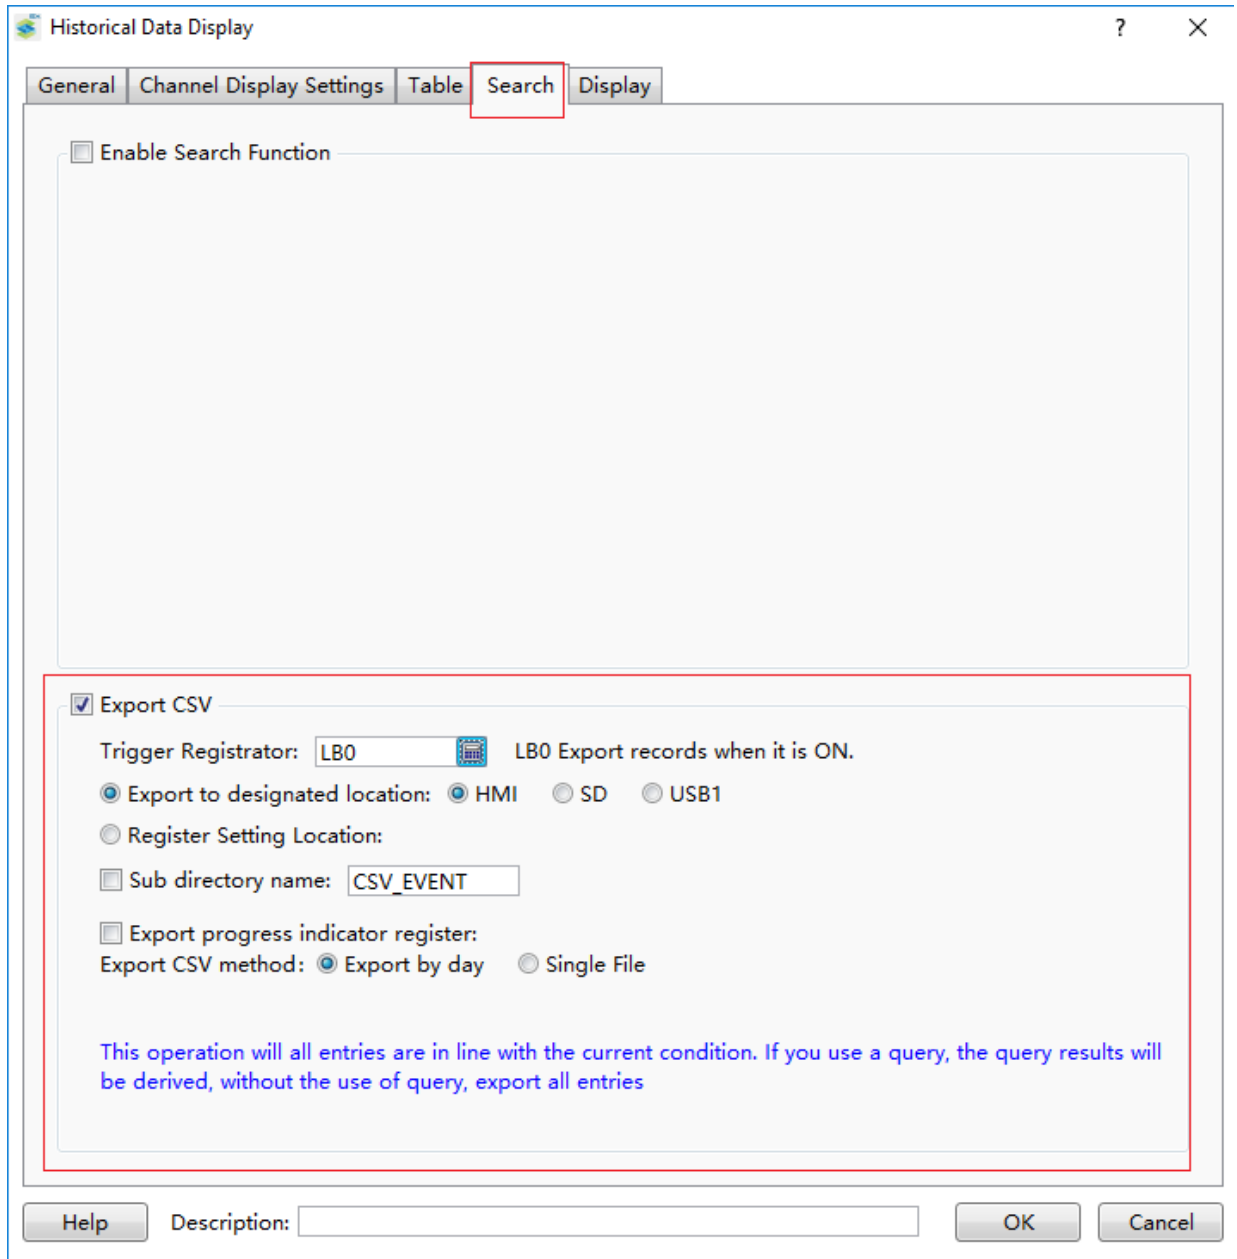 Historical Data Display
General Channel Display Settings Table Search Display
Enable Search Function
Export CSV
Trigger Registrator: LB0 LB0 Export records when it is ON.
Export to designated location: HMI SD USB1
Register Setting Location:
Sub directory name: CSV_EVENT
Export progress indicator register:
Export CSV method: Export by day Single File
This operation will all entries are in line with the current condition. If you use a query, the query results will
be derived, without the use of query, export all entries
Help Description: OK Cancel